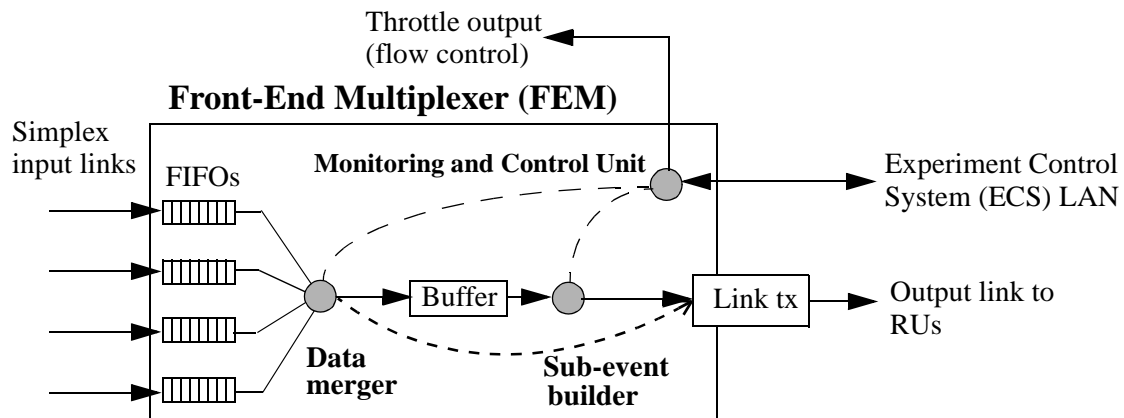 Throttle output
(flow control)
Front-End Multiplexer (FEM)
Simplex
input links
FIFOs
Monitoring and Control Unit
Experiment Control
System (ECS) LAN
Buffer
Link tx
Output link to
RUs
Data
merger
Sub-event
builder